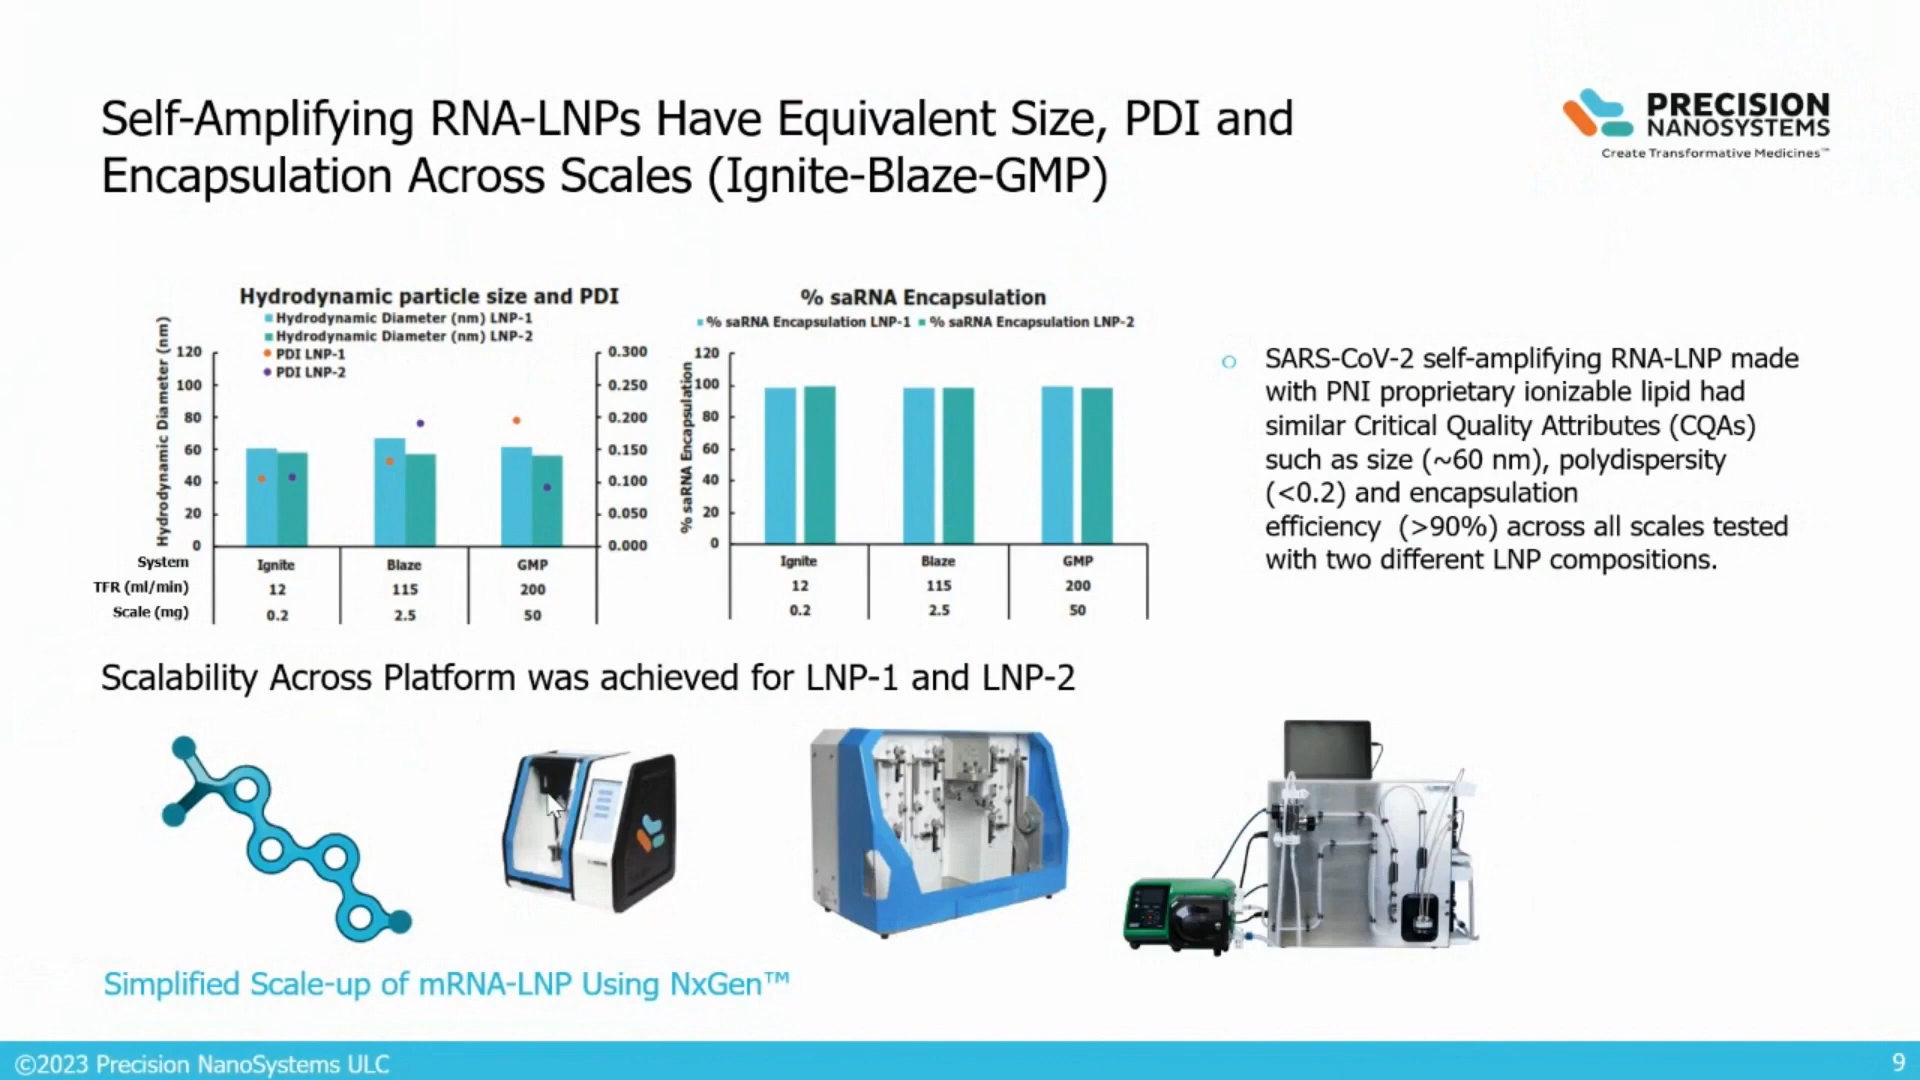 Self-Amplifying RNA-LNPs Have Equivalent Size, PDI and
Encapsulation Across Scales (Ignite-Blaze-GMP)
PRECISION
NANOSYSTEMS
Create Transformative Medicines™
Hydrodynamic particle size and PDI
Hydrodynamic Diameter (nm) LNP-1
Hydrodynamic Diameter (nm) LNP-2
PDI LNP-1
PDI LNP-2
Hydrodynamic Diameter (nm)
120
100
80
60
40
20
0
0.300
0.250
0.200
0.150
0.100
0.050
0.000
System Ignite Blaze GMP
TFR (ml/min) 12 115 200
Scale (mg) 0.2 2.5 50
% saRNA Encapsulation
% saRNA Encapsulation LNP-1 % saRNA Encapsulation LNP-2
% saRNA Encapsulation
120
100
80
60
40
20
0
Ignite Blaze GMP
12 115 200
0.2 2.5 50
SARS-CoV-2 self-amplifying RNA-LNP made
with PNI proprietary ionizable lipid had
similar Critical Quality Attributes (CQAs)
such as size (~60 nm), polydispersity
(<0.2) and encapsulation
efficiency (>90%) across all scales tested
with two different LNP compositions.
Scalability Across Platform was achieved for LNP-1 and LNP-2
Simplified Scale-up of mRNA-LNP Using NxGen™
©2023 Precision NanoSystems ULC
9